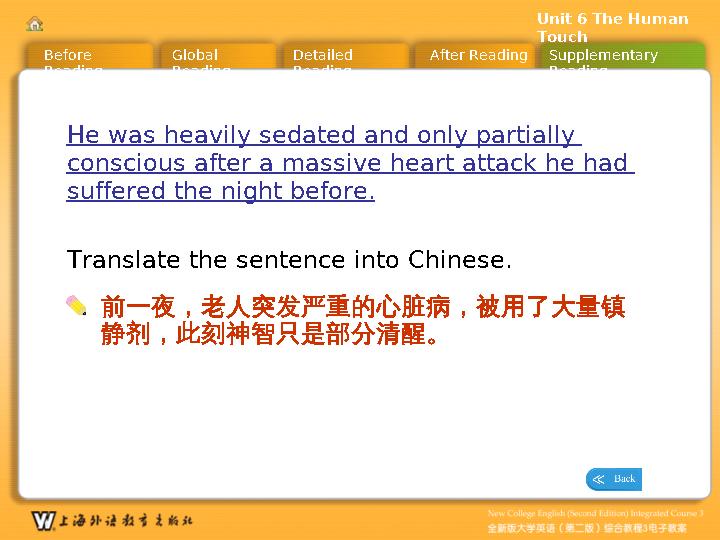 Unit 6 The Human
Touch
Before
Reading
Global
Reading
Detailed
Reading
After Reading
Supplementary
Reading
He was heavily sedated and only partially
conscious after a massive heart attack he had
suffered the night before.
Translate the sentence into Chinese.
前一夜，老人突发严重的心脏病，被用了大量镇
静剂，此刻神智只是部分清醒。
Back
W 上海外语教育出版社
New College English (Second Edition) Integrated Course 3
全新版大学英语（第二版）综合教程3电子教案